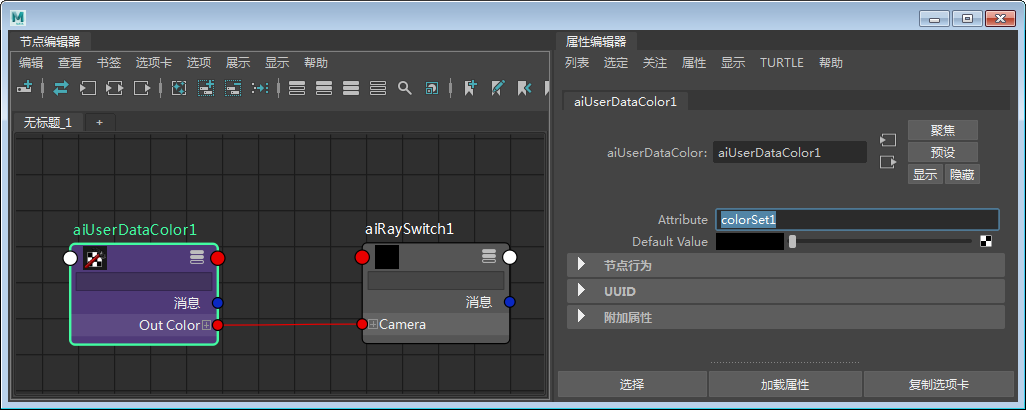 节点编辑器
编辑 查看 书签 选项卡 选项 展示 显示 帮助
无标题_1 +
aiUserDataColor1
消息
Out Color
aiRaySwitch1
消息
Camera
属性编辑器
列表 选定 关注 属性 显示 TURTLE 帮助
aiUserDataColor1
aiUserDataColor: aiUserDataColor1
聚焦
预设
显示 隐藏
Attribute colorSet1
Default Value
节点行为
UUID
附加属性
选择 加载属性 复制选项卡